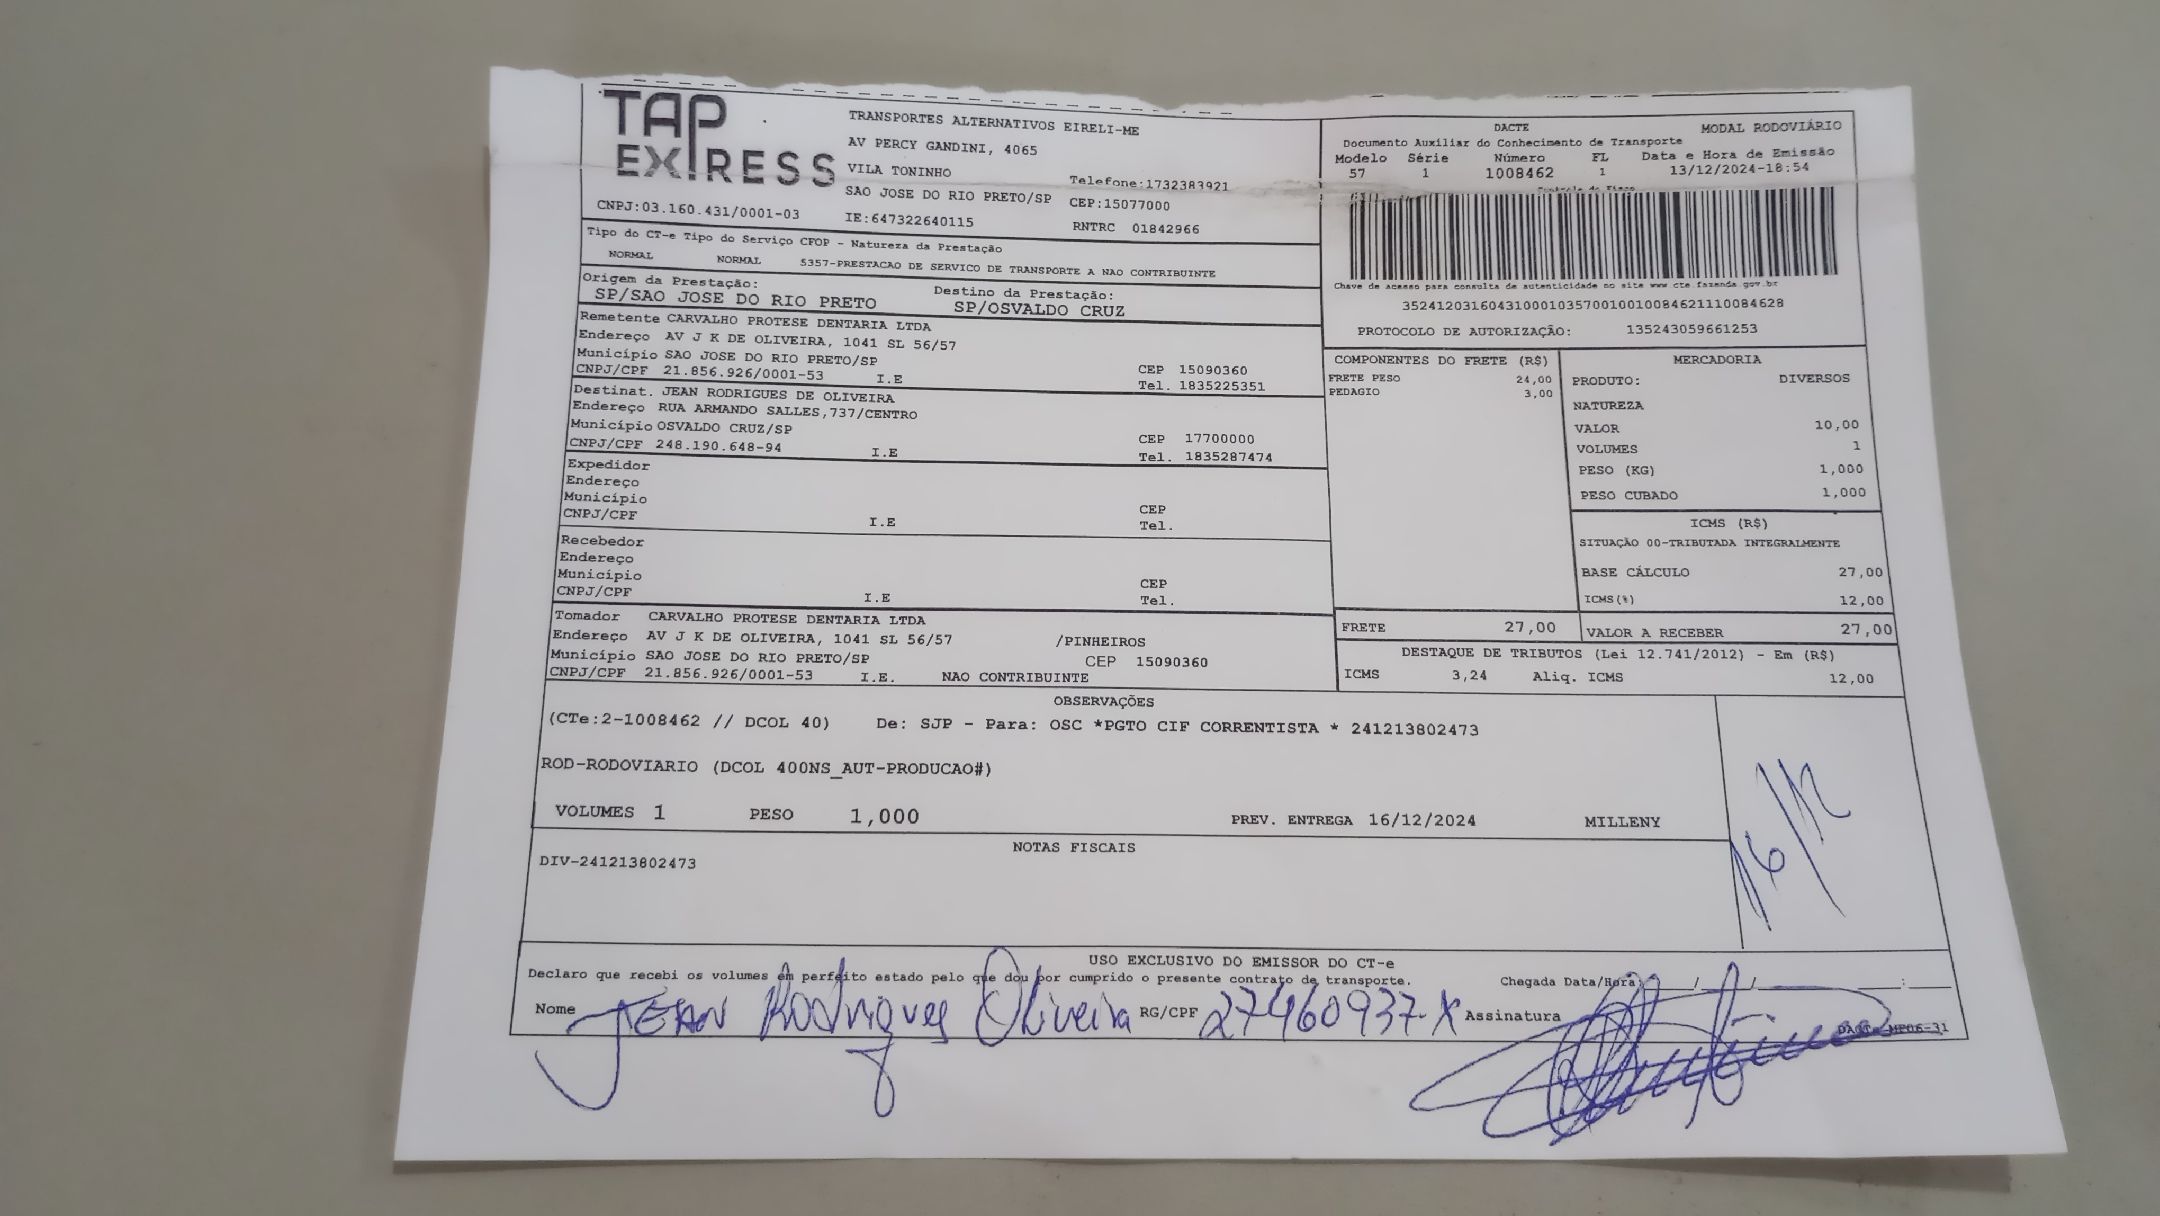 TAP EXPRESS
TRANSPORTES ALTERNATIVOS EIRELI-ME
AV PERCY GANDINI, 4065
VILA TONINHO Telefone:1732383921
SAO JOSE DO RIO PRETO/SP CEP:15077000
CNPJ:03.160.431/0001-03 IE:647322640115 RNTRC 01842966
DACTE MODAL RODOVIÁRIO
Documento Auxiliar do Conhecimento de Transporte
Modelo Série Número FL Data e Hora de Emissão
57 1 1008462 1 13/12/2024-18:54
Controle do Fisco
Chave de acesso para consulta de autenticidade no site www.cte.fazenda.gov.br
35241203160431000103570010010084621110084628
PROTOCOLO DE AUTORIZAÇÃO: 135243059661253
Tipo do CT-e Tipo do Serviço CFOP - Natureza da Prestação
NORMAL NORMAL 5357-PRESTACAO DE SERVICO DE TRANSPORTE A NAO CONTRIBUINTE
Origem da Prestação: Destino da Prestação:
SP/SAO JOSE DO RIO PRETO SP/OSVALDO CRUZ
Remetente CARVALHO PROTESE DENTARIA LTDA
Endereço AV J K DE OLIVEIRA, 1041 SL 56/57
Município SAO JOSE DO RIO PRETO/SP CEP 15090360
CNPJ/CPF 21.856.926/0001-53 I.E Tel. 1835225351
Destinat. JEAN RODRIGUES DE OLIVEIRA
Endereço RUA ARMANDO SALLES,737/CENTRO
Município OSVALDO CRUZ/SP CEP 17700000
CNPJ/CPF 248.190.648-94 I.E Tel. 1835287474
Expedidor
Endereço
Município CEP
CNPJ/CPF I.E Tel.
Recebedor
Endereço
Município CEP
CNPJ/CPF I.E Tel.
Tomador CARVALHO PROTESE DENTARIA LTDA
Endereço AV J K DE OLIVEIRA, 1041 SL 56/57 /PINHEIROS
Município SAO JOSE DO RIO PRETO/SP CEP 15090360
CNPJ/CPF 21.856.926/0001-53 I.E. NAO CONTRIBUINTE
COMPONENTES DO FRETE (R$)
FRETE PESO 24,00
PEDAGIO 3,00
FRETE 27,00
MERCADORIA
PRODUTO: DIVERSOS
NATUREZA
VALOR 10,00
VOLUMES 1
PESO (KG) 1,000
PESO CUBADO 1,000
ICMS (R$)
SITUAÇÃO 00-TRIBUTADA INTEGRALMENTE
BASE CÁLCULO 27,00
ICMS(%) 12,00
VALOR A RECEBER 27,00
DESTAQUE DE TRIBUTOS (Lei 12.741/2012) - Em (R$)
ICMS 3,24 Aliq. ICMS 12,00
OBSERVAÇÕES
(CTe:2-1008462 // DCOL 40) De: SJP - Para: OSC *PGTO CIF CORRENTISTA * 241213802473
ROD-RODOVIARIO (DCOL 400NS_AUT-PRODUCAO#)
VOLUMES 1 PESO 1,000 PREV. ENTREGA 16/12/2024 MILLENY
16/12
NOTAS FISCAIS
DIV-241213802473
USO EXCLUSIVO DO EMISSOR DO CT-e
Declaro que recebi os volumes em perfeito estado pelo que dou por cumprido o presente contrato de transporte. Chegada Data/Hora: / / :
Nome JEAN Rodrigues Oliveira RG/CPF 27460937-X Assinatura